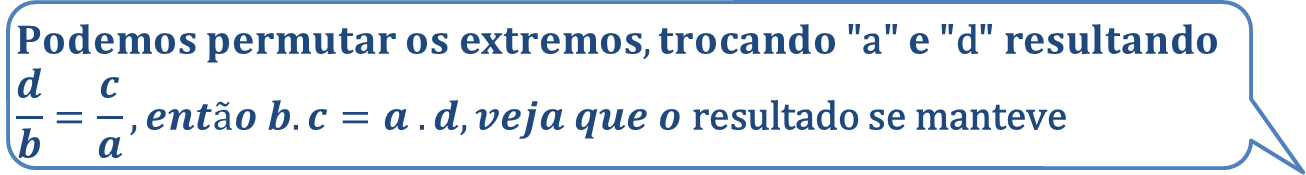 Podemos permutar os extremos, trocando "a" e "d" resultando
d/b = c/a, então b.c = a .d, veja que o resultado se manteve